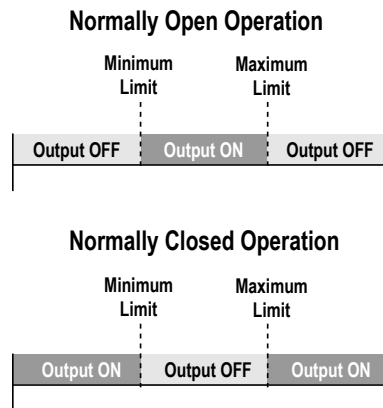 Normally Open Operation
Minimum Limit
Maximum Limit
Output OFF
Output ON
Output OFF
Normally Closed Operation
Minimum Limit
Maximum Limit
Output ON
Output OFF
Output ON